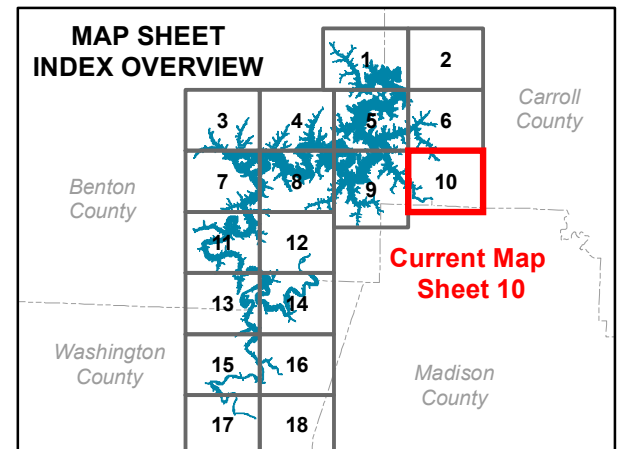 MAP SHEET
INDEX OVERVIEW
1
2
Carroll
County
3
4
5
6
Benton
County
7
8
9
10
11
12
Current Map
Sheet 10
13
14
Washington
County
15
16
Madison
County
17
18